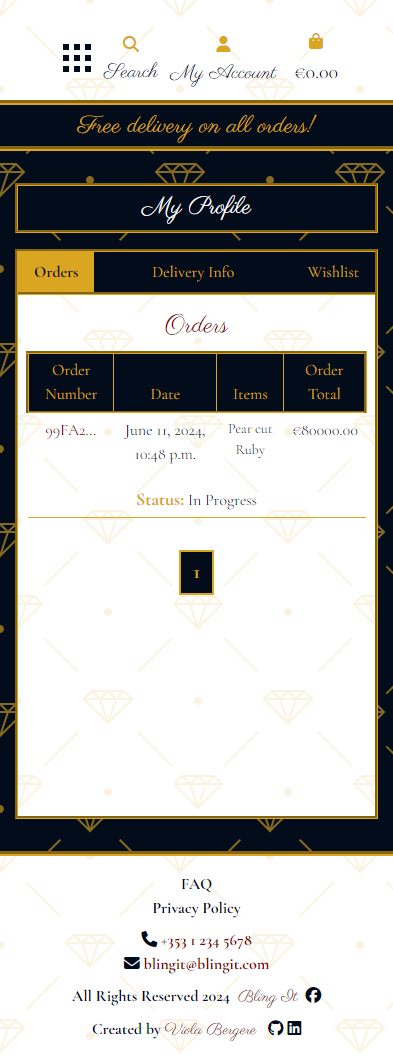 Search My Account €0.00
Free delivery on all orders!
My Profile
Orders Delivery Info Wishlist
Orders
Order Number Date Items Order Total
99FA2... June 11, 2024, 10:48 p.m. Pear cut Ruby €80000.00
Status: In Progress
1
FAQ
Privacy Policy
+353 1 234 5678
blingit@blingit.com
All Rights Reserved 2024 Bling It
Created by Viola Bergere